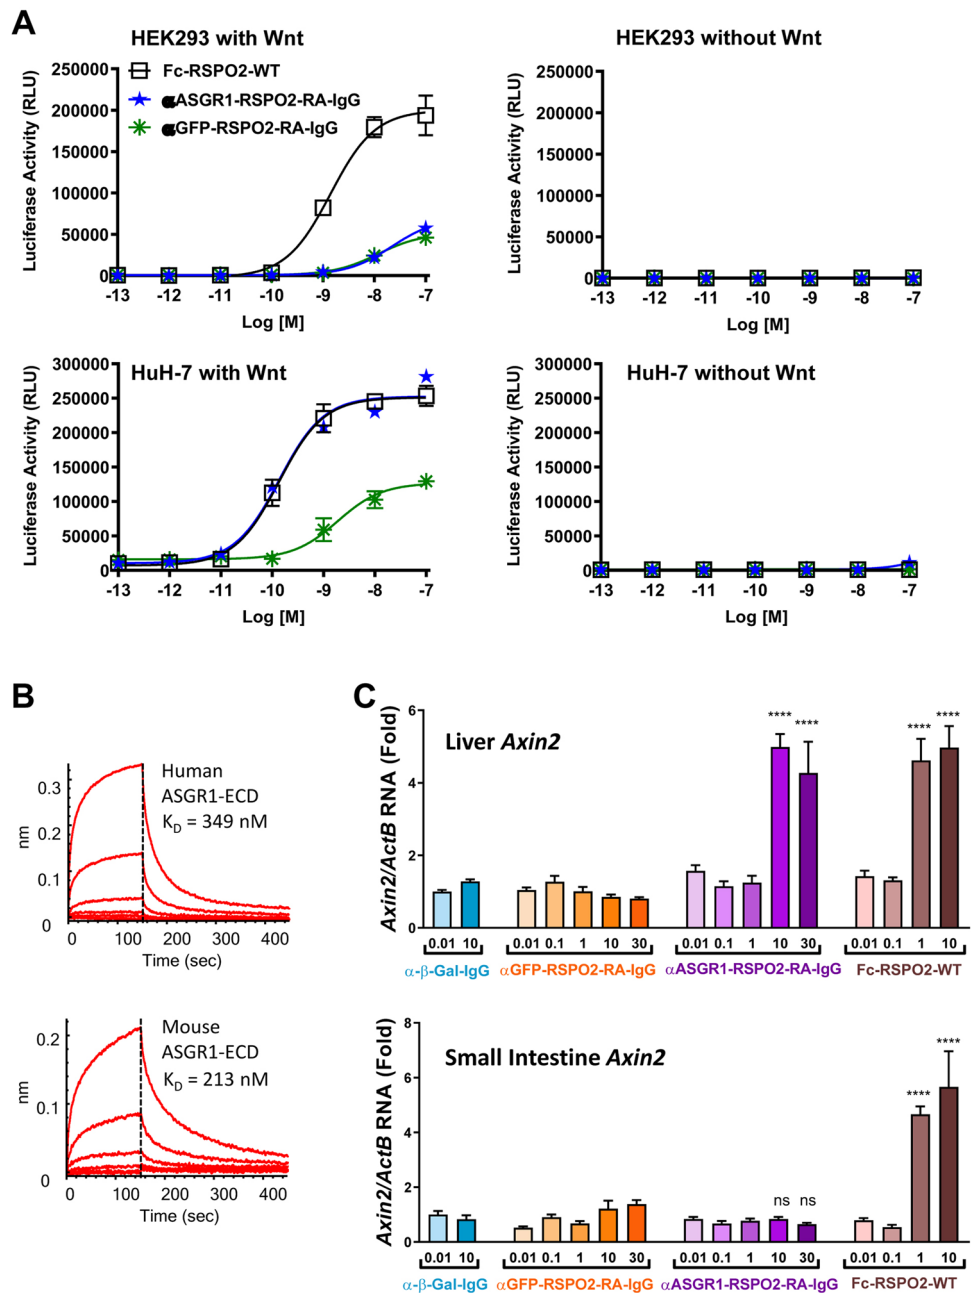 A
HEK293 with Wnt
Luciferase Activity (RLU)
250000
200000
150000
100000
50000
0
Fc-RSPO2-WT
αASGR1-RSPO2-RA-IgG
αGFP-RSPO2-RA-IgG
-13 -12 -11 -10 -9 -8 -7
Log [M]
HEK293 without Wnt
Luciferase Activity (RLU)
250000
200000
150000
100000
50000
0
-13 -12 -11 -10 -9 -8 -7
Log [M]
HuH-7 with Wnt
Luciferase Activity (RLU)
300000
250000
200000
150000
100000
50000
0
-13 -12 -11 -10 -9 -8 -7
Log [M]
HuH-7 without Wnt
Luciferase Activity (RLU)
300000
250000
200000
150000
100000
50000
0
-13 -12 -11 -10 -9 -8 -7
Log [M]
B
nm
0.3
0.2
0.1
0
Human
ASGR1-ECD
KD = 349 nM
0 100 200 300 400
Time (sec)
nm
0.2
0.1
0
Mouse
ASGR1-ECD
KD = 213 nM
0 100 200 300 400
Time (sec)
C
Liver Axin2
Axin2/ActB RNA (Fold)
6
4
2
0
**** **** **** ****
0.01 10 0.01 0.1 1 10 30 0.01 0.1 1 10 30 0.01 0.1 1 10
α-β-Gal-IgG αGFP-RSPO2-RA-IgG αASGR1-RSPO2-RA-IgG Fc-RSPO2-WT
Small Intestine Axin2
Axin2/ActB RNA (Fold)
8
6
4
2
0
ns ns **** ****
0.01 10 0.01 0.1 1 10 30 0.01 0.1 1 10 30 0.01 0.1 1 10
α-β-Gal-IgG αGFP-RSPO2-RA-IgG αASGR1-RSPO2-RA-IgG Fc-RSPO2-WT